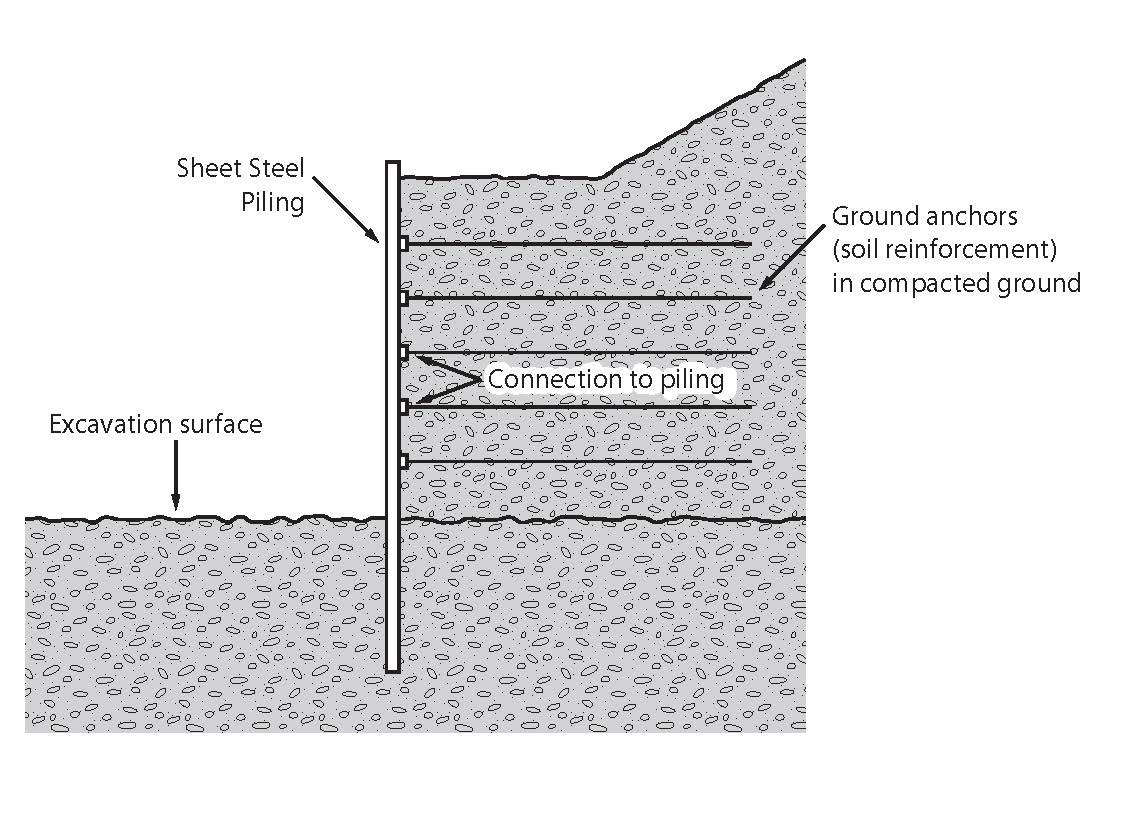 Sheet Steel
Piling
Ground anchors
(soil reinforcement)
in compacted ground
Connection to piling
Excavation surface